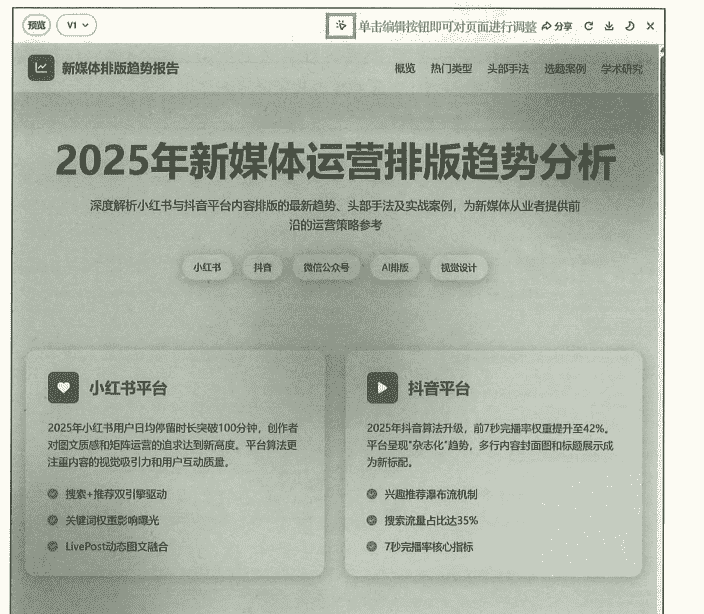 预览 V1 单击编辑按钮即可对页面进行调整 分享
新媒体排版趋势报告 概览 热门类型 头部手法 选题案例 学术研究
2025年新媒体运营排版趋势分析
深度解析小红书与抖音平台内容排版的最新趋势、头部手法及实战案例，为新媒体从业者提供前
沿的运营策略参考
小红书 抖音 微信公众号 AI排版 视觉设计
小红书平台
2025年小红书用户日均停留时长突破100分钟，创作者
对图文质感和矩阵运营的追求达到新高度。平台算法更
注重内容的视觉吸引力和用户互动质量。
搜索+推荐双引擎驱动
关键词权重影响曝光
LivePost动态图文融合
抖音平台
2025年抖音算法升级，前7秒完播率权重提升至42%。
平台呈现"杂志化"趋势，多行内容封面图和标题展示成
为新标配。
兴趣推荐瀑布流机制
搜索流量占比达35%
7秒完播率核心指标